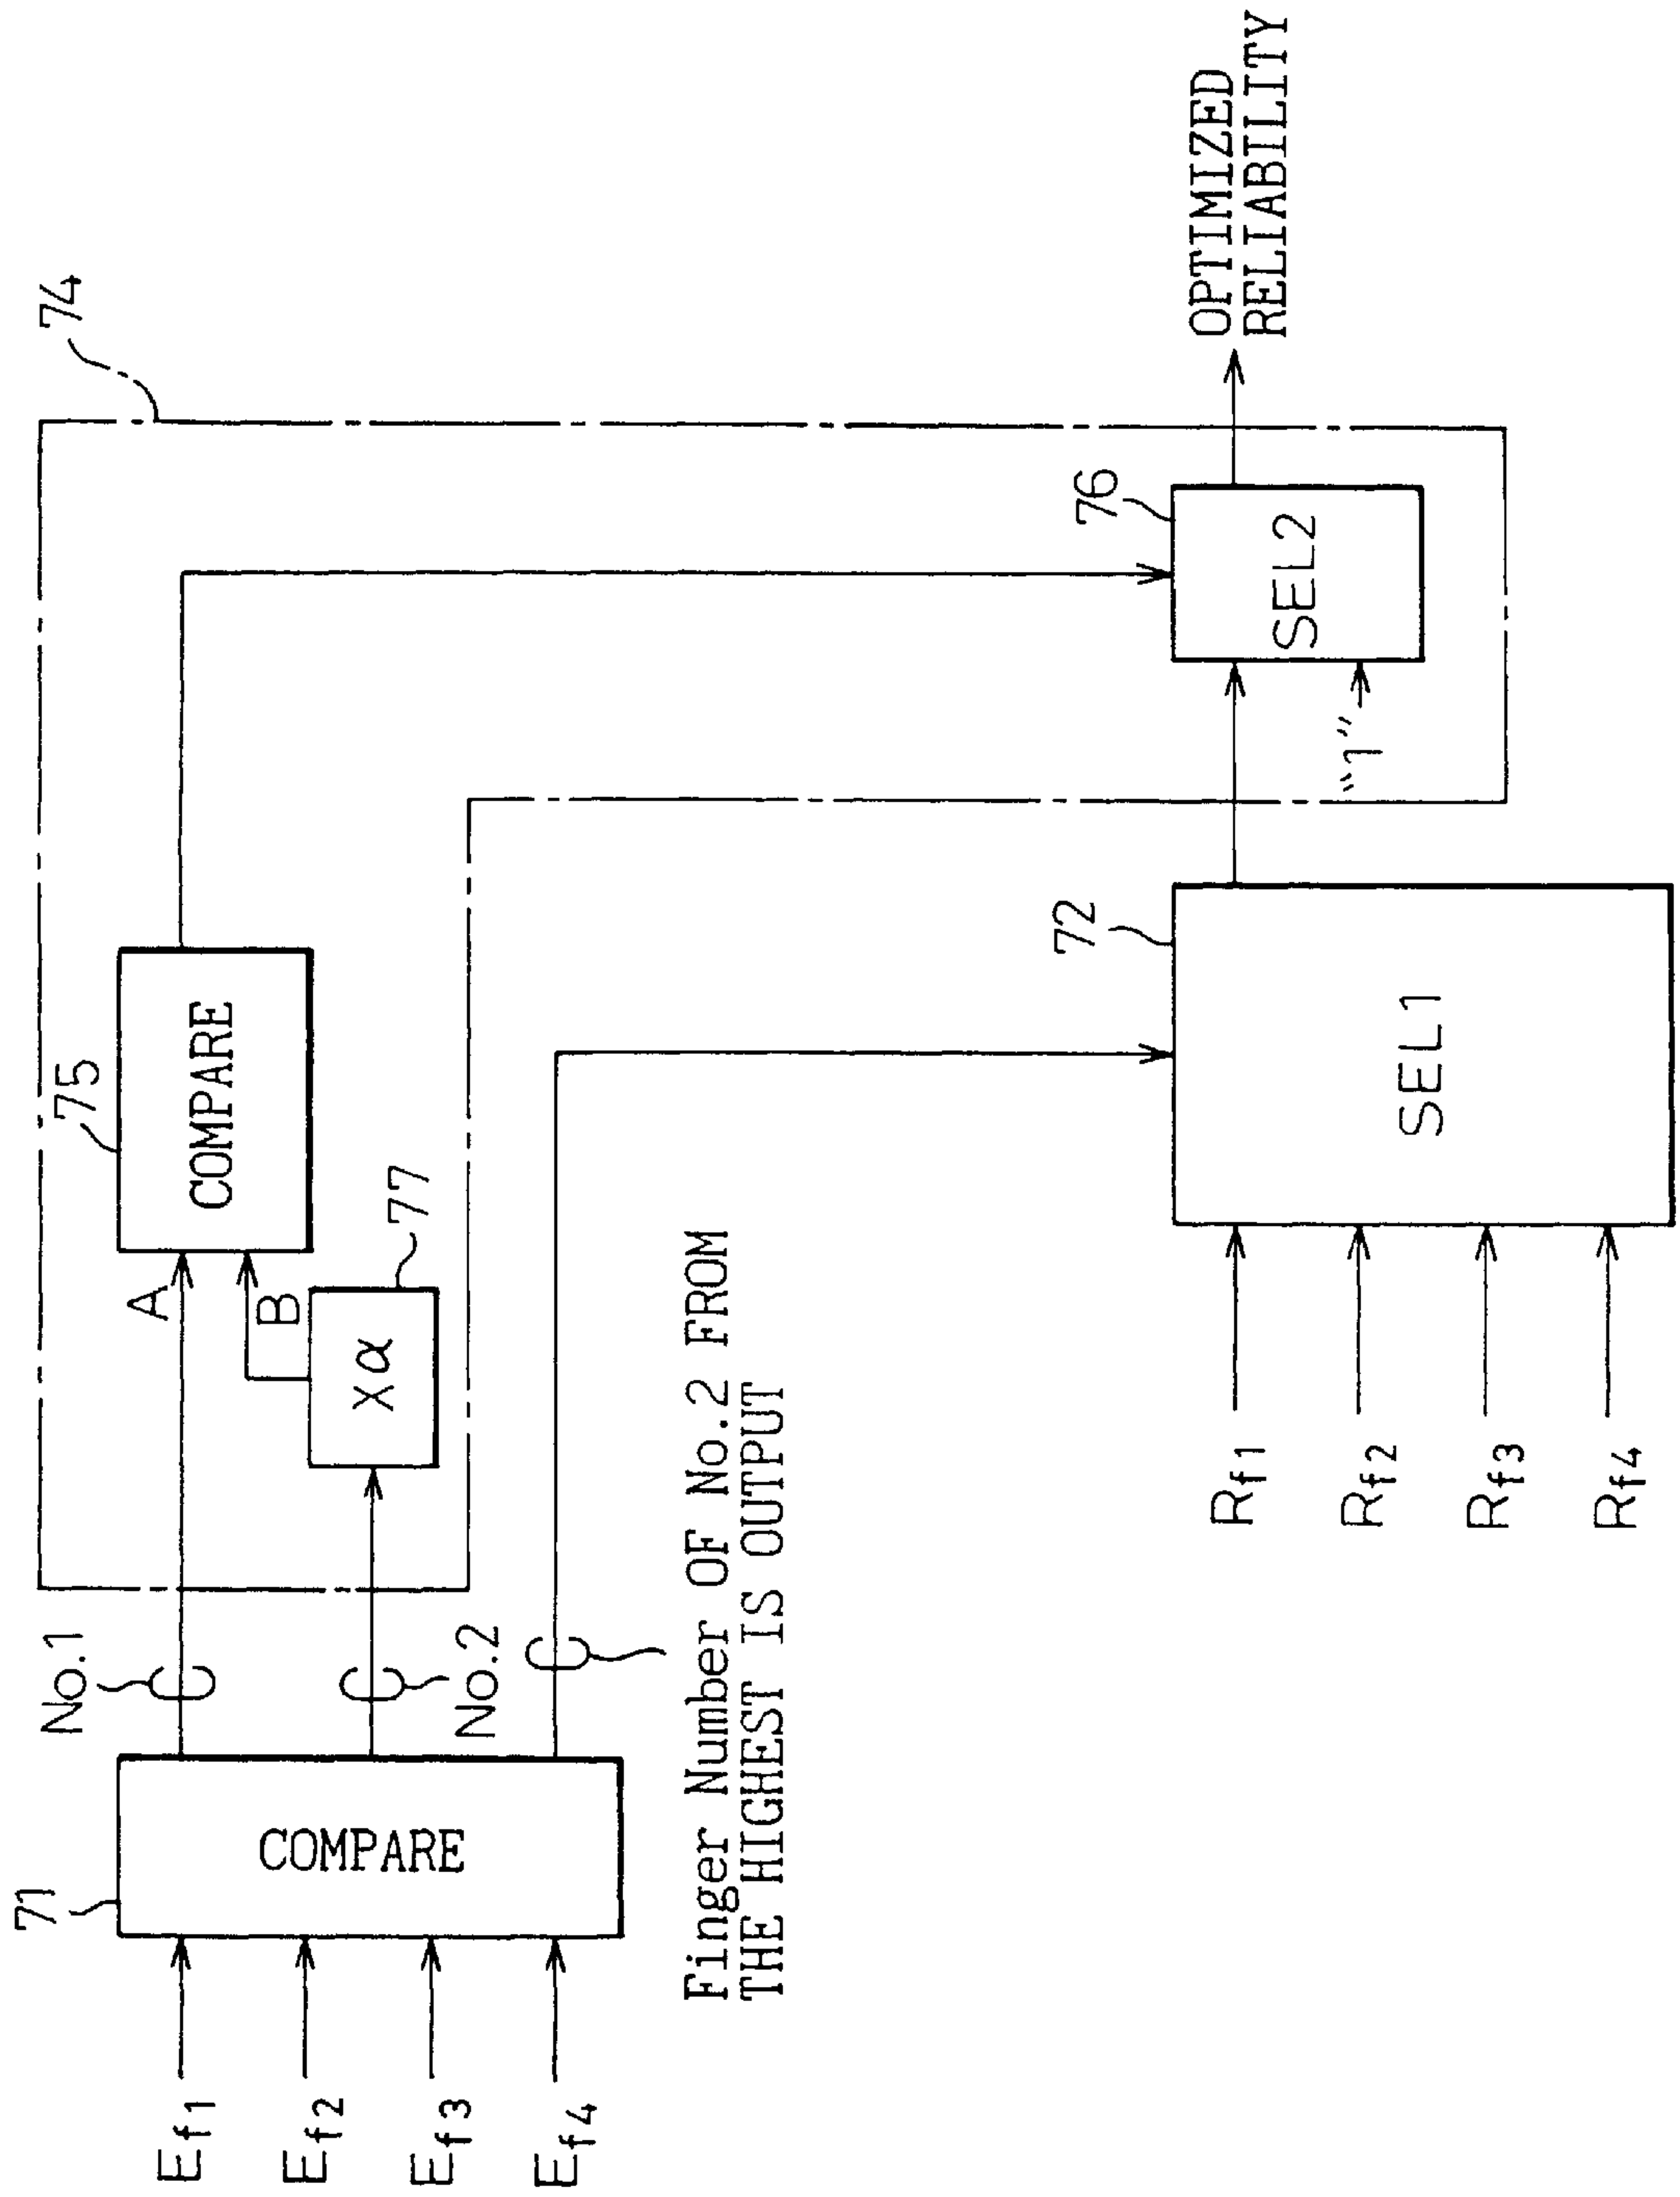 74
75
COMPARE
A
B
77
Xα
No.1
No.2
71
COMPARE
Ef1
Ef2
Ef3
Ef4
Finger Number OF No.2 FROM
THE HIGHEST IS OUTPUT
72
SEL1
Rf1
Rf2
Rf3
Rf4
76
SEL2
"1"
OPTIMIZED
RELIABILITY